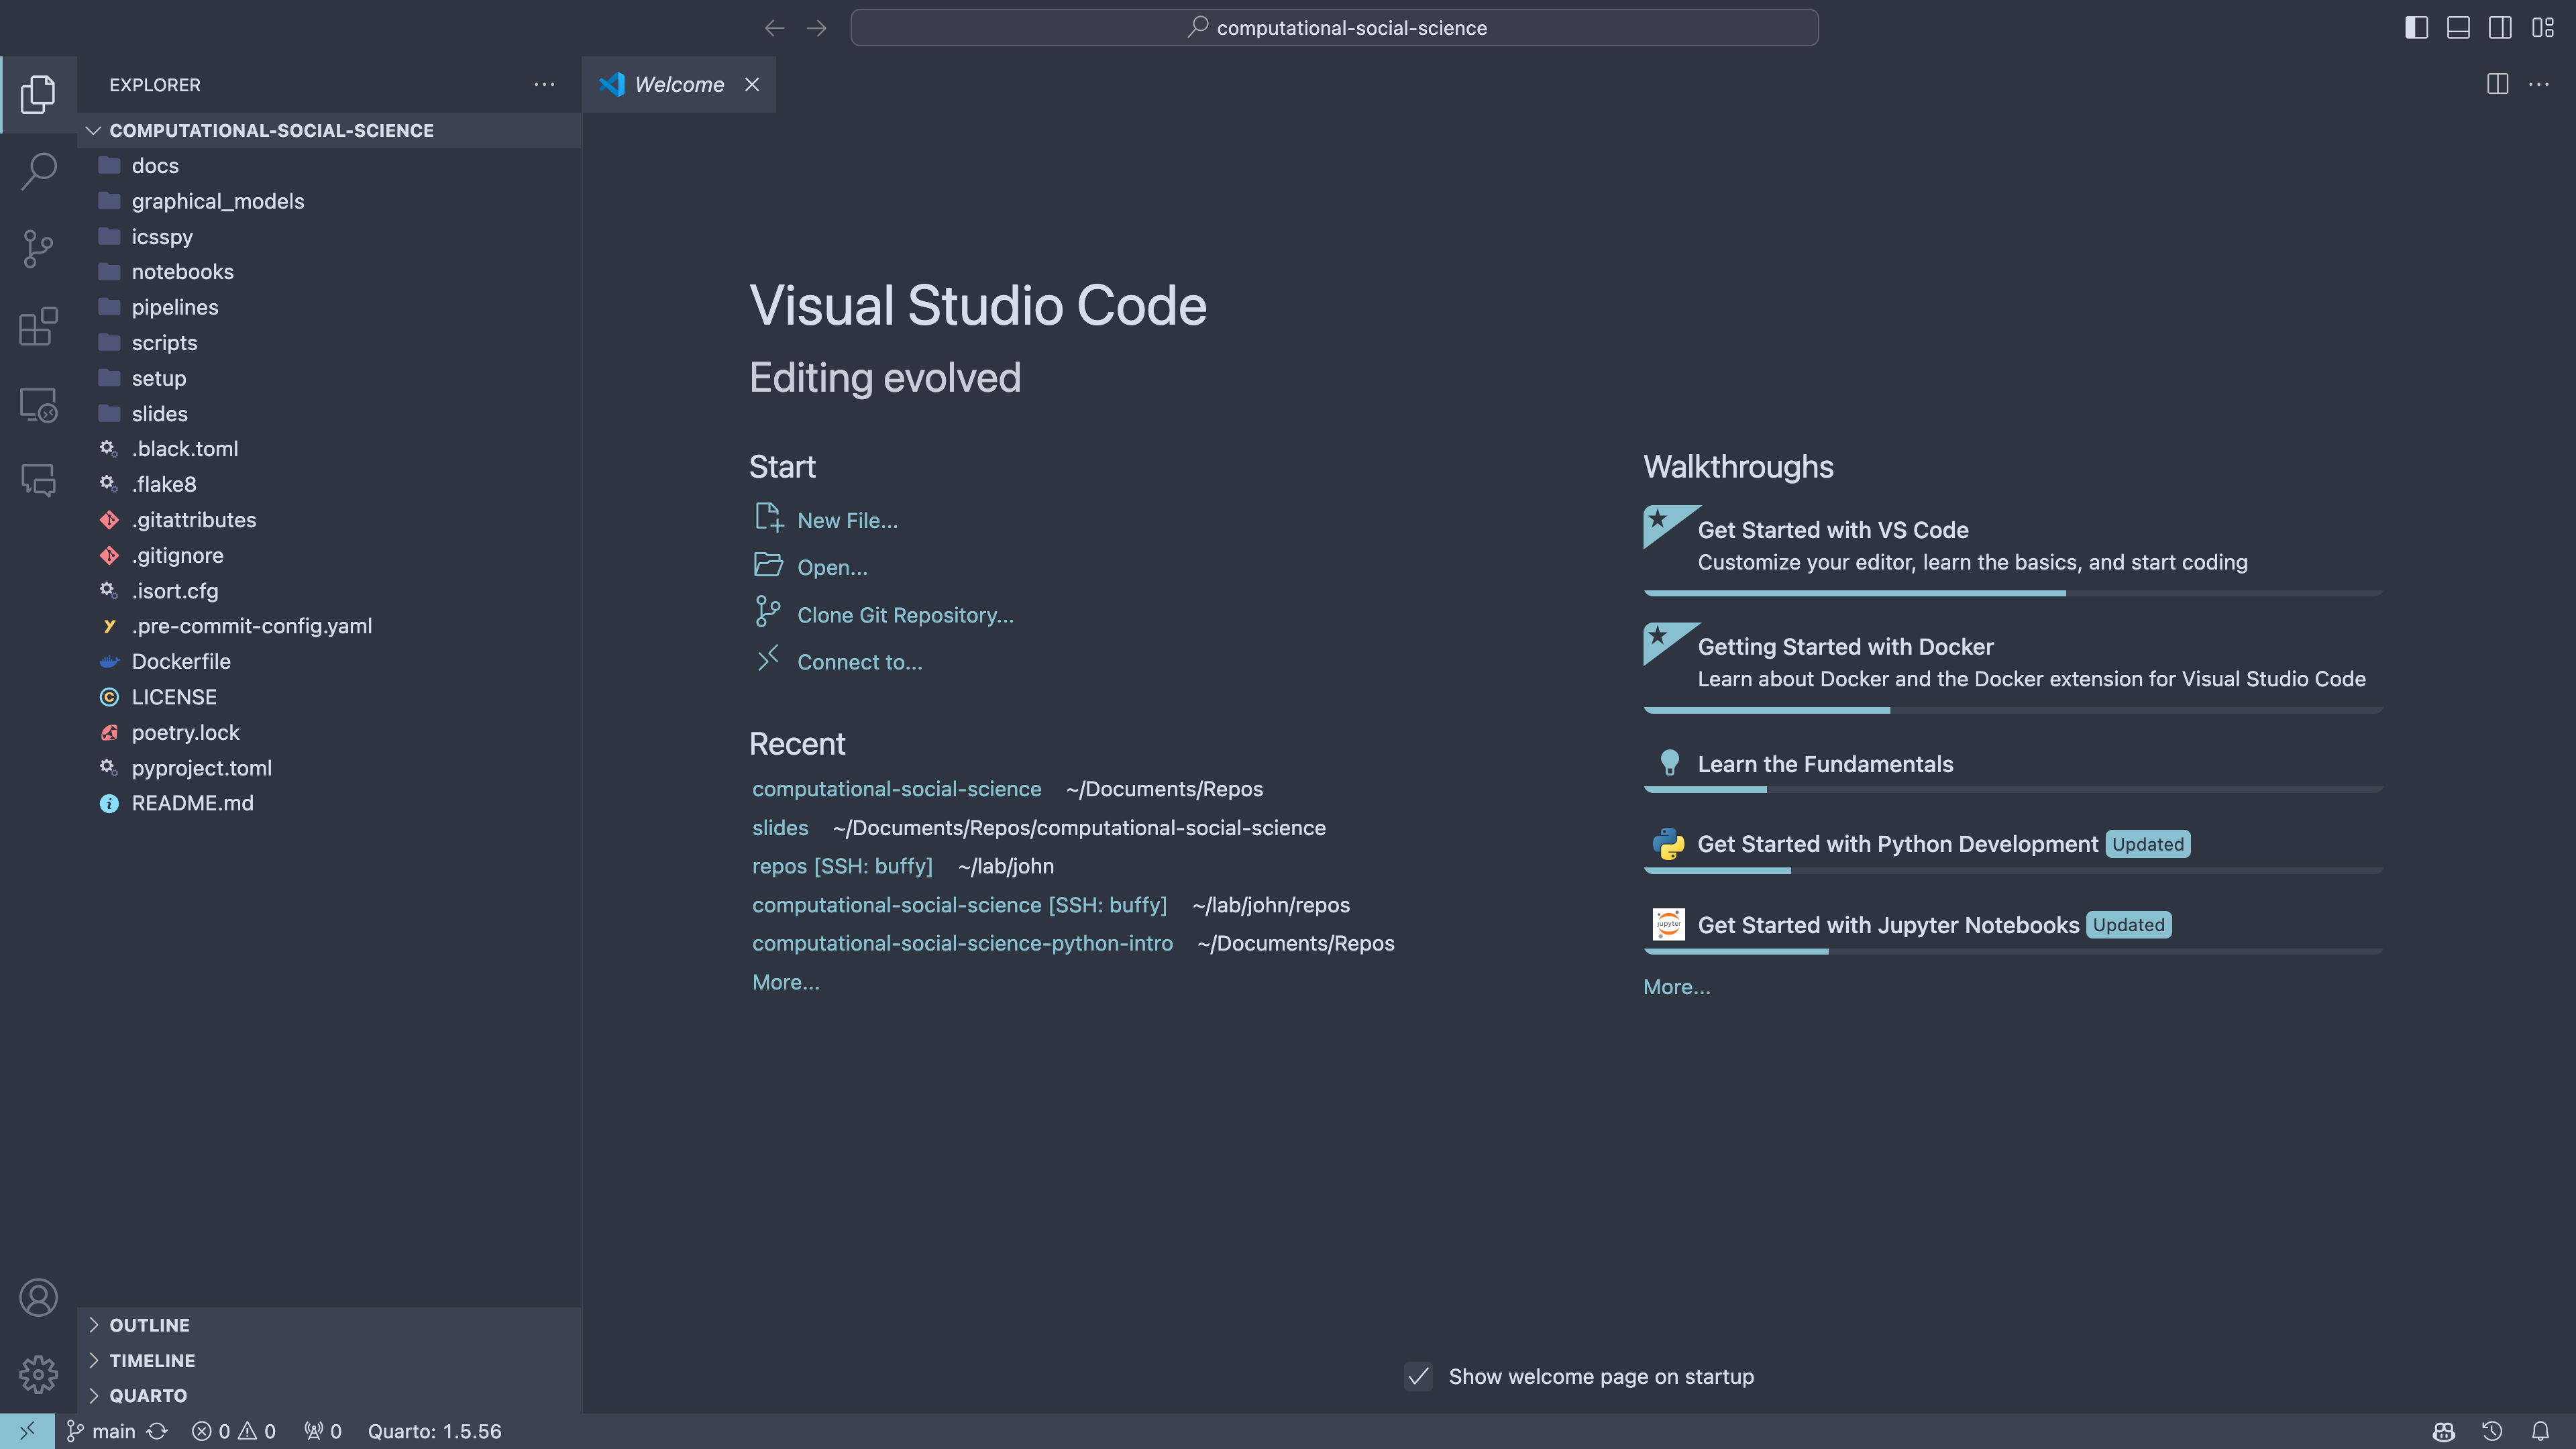 computational-social-science
EXPLORER
Welcome
COMPUTATIONAL-SOCIAL-SCIENCE
docs
graphical_models
icsspy
notebooks
pipelines
scripts
setup
slides
.black.toml
.flake8
.gitattributes
.gitignore
.isort.cfg
.pre-commit-config.yaml
Dockerfile
LICENSE
poetry.lock
pyproject.toml
README.md
OUTLINE
TIMELINE
QUARTO
Visual Studio Code
Editing evolved
Start
New File...
Open...
Clone Git Repository...
Connect to...
Recent
computational-social-science ~/Documents/Repos
slides ~/Documents/Repos/computational-social-science
repos [SSH: buffy] ~/lab/john
computational-social-science [SSH: buffy] ~/lab/john/repos
computational-social-science-python-intro ~/Documents/Repos
More...
Walkthroughs
Get Started with VS Code
Customize your editor, learn the basics, and start coding
Getting Started with Docker
Learn about Docker and the Docker extension for Visual Studio Code
Learn the Fundamentals
Get Started with Python Development Updated
jupyter
Get Started with Jupyter Notebooks Updated
More...
Show welcome page on startup
main 0 0 0 Quarto: 1.5.56